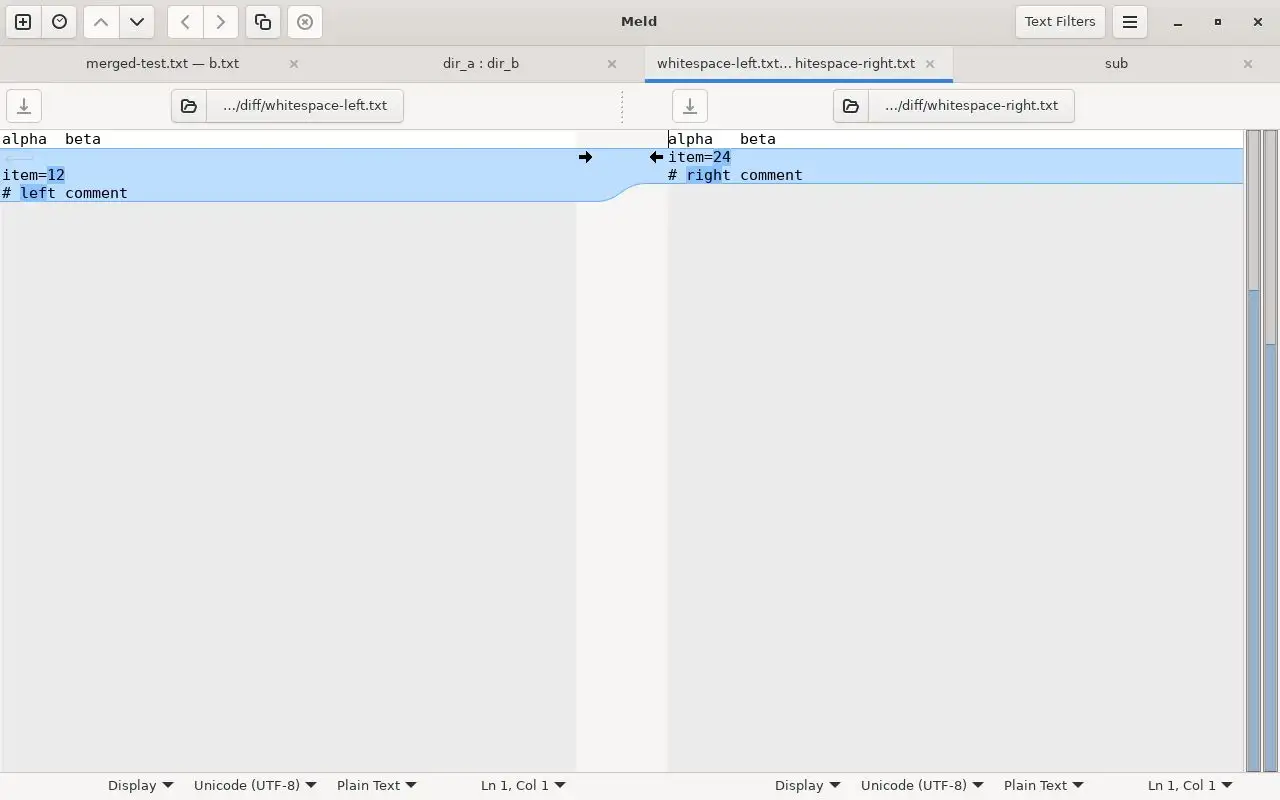 Meld
Text Filters
merged-test.txt — b.txt
dir_a : dir_b
whitespace-left.txt... hitespace-right.txt
sub
.../diff/whitespace-left.txt
.../diff/whitespace-right.txt
alpha  beta
item=12
# left comment
alpha   beta
item=24
# right comment
Display
Unicode (UTF-8)
Plain Text
Ln 1, Col 1
Display
Unicode (UTF-8)
Plain Text
Ln 1, Col 1